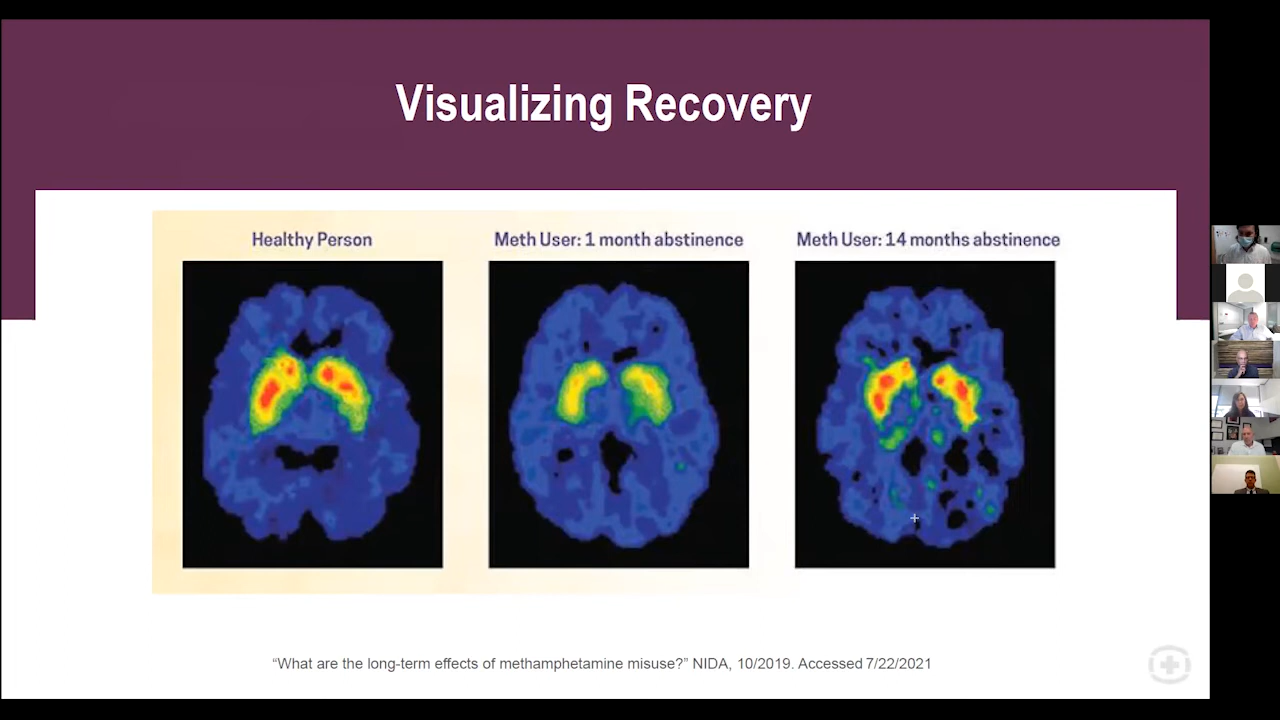 Visualizing Recovery
Healthy Person
Meth User: 1 month abstinence
Meth User: 14 months abstinence
“What are the long-term effects of methamphetamine misuse?” NIDA, 10/2019. Accessed 7/22/2021